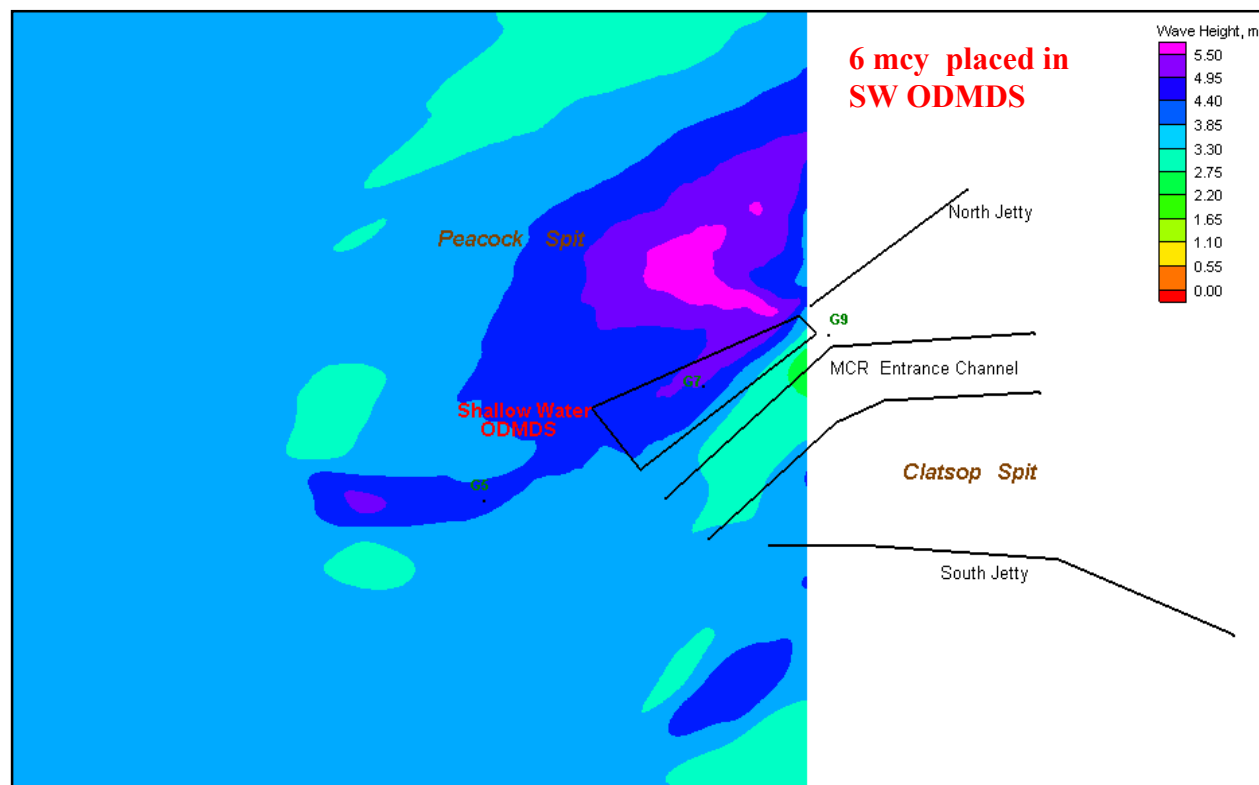 Wave Height, m
5.50
4.95
4.40
3.85
3.30
2.75
2.20
1.65
1.10
0.55
0.00
6 mcy placed in
SW ODMDS
North Jetty
Peacock Spit
G9
MCR Entrance Channel
G7
Shallow Water
ODMDS
Clatsop Spit
South Jetty